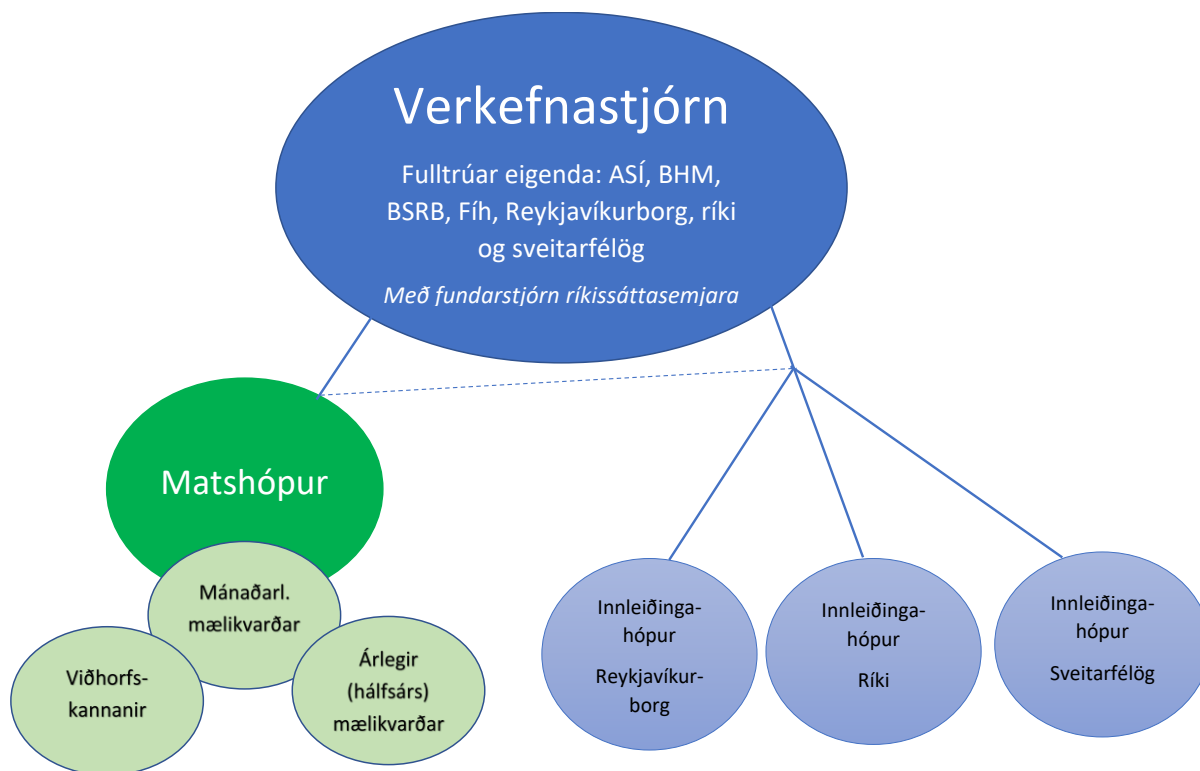 Verkefnastjórn
Fulltrúar eigenda: ASÍ, BHM,
BSRB, Fíh, Reykjavíkurborg, ríki
og sveitarfélög
Með fundarstjórn ríkissáttasemjara
Matshópur
Mánaðarl.
mælikvarðar
Viðhorfs-
kannanir
Árlegir
(hálfsárs)
mælikvarðar
Innleiðinga-
hópur
Reykjavíkur-
borg
Innleiðinga-
hópur
Ríki
Innleiðinga-
hópur
Sveitarfélög